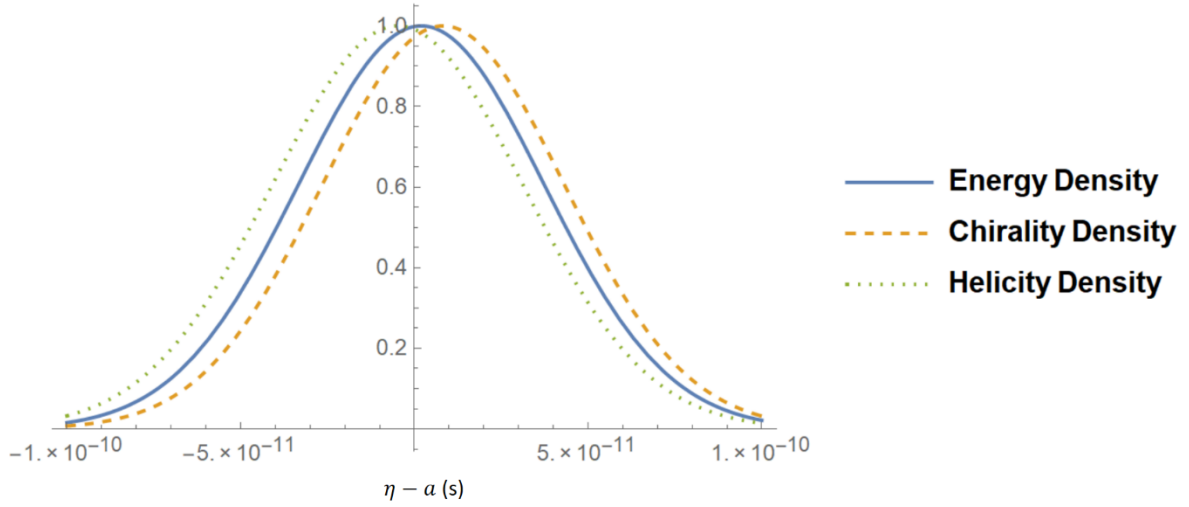 1.0
0.8
0.6
0.4
0.2
−1.×10⁻¹⁰ −5.×10⁻¹¹ 5.×10⁻¹¹ 1.×10⁻¹⁰
η − a (s)
Energy Density
Chirality Density
Helicity Density